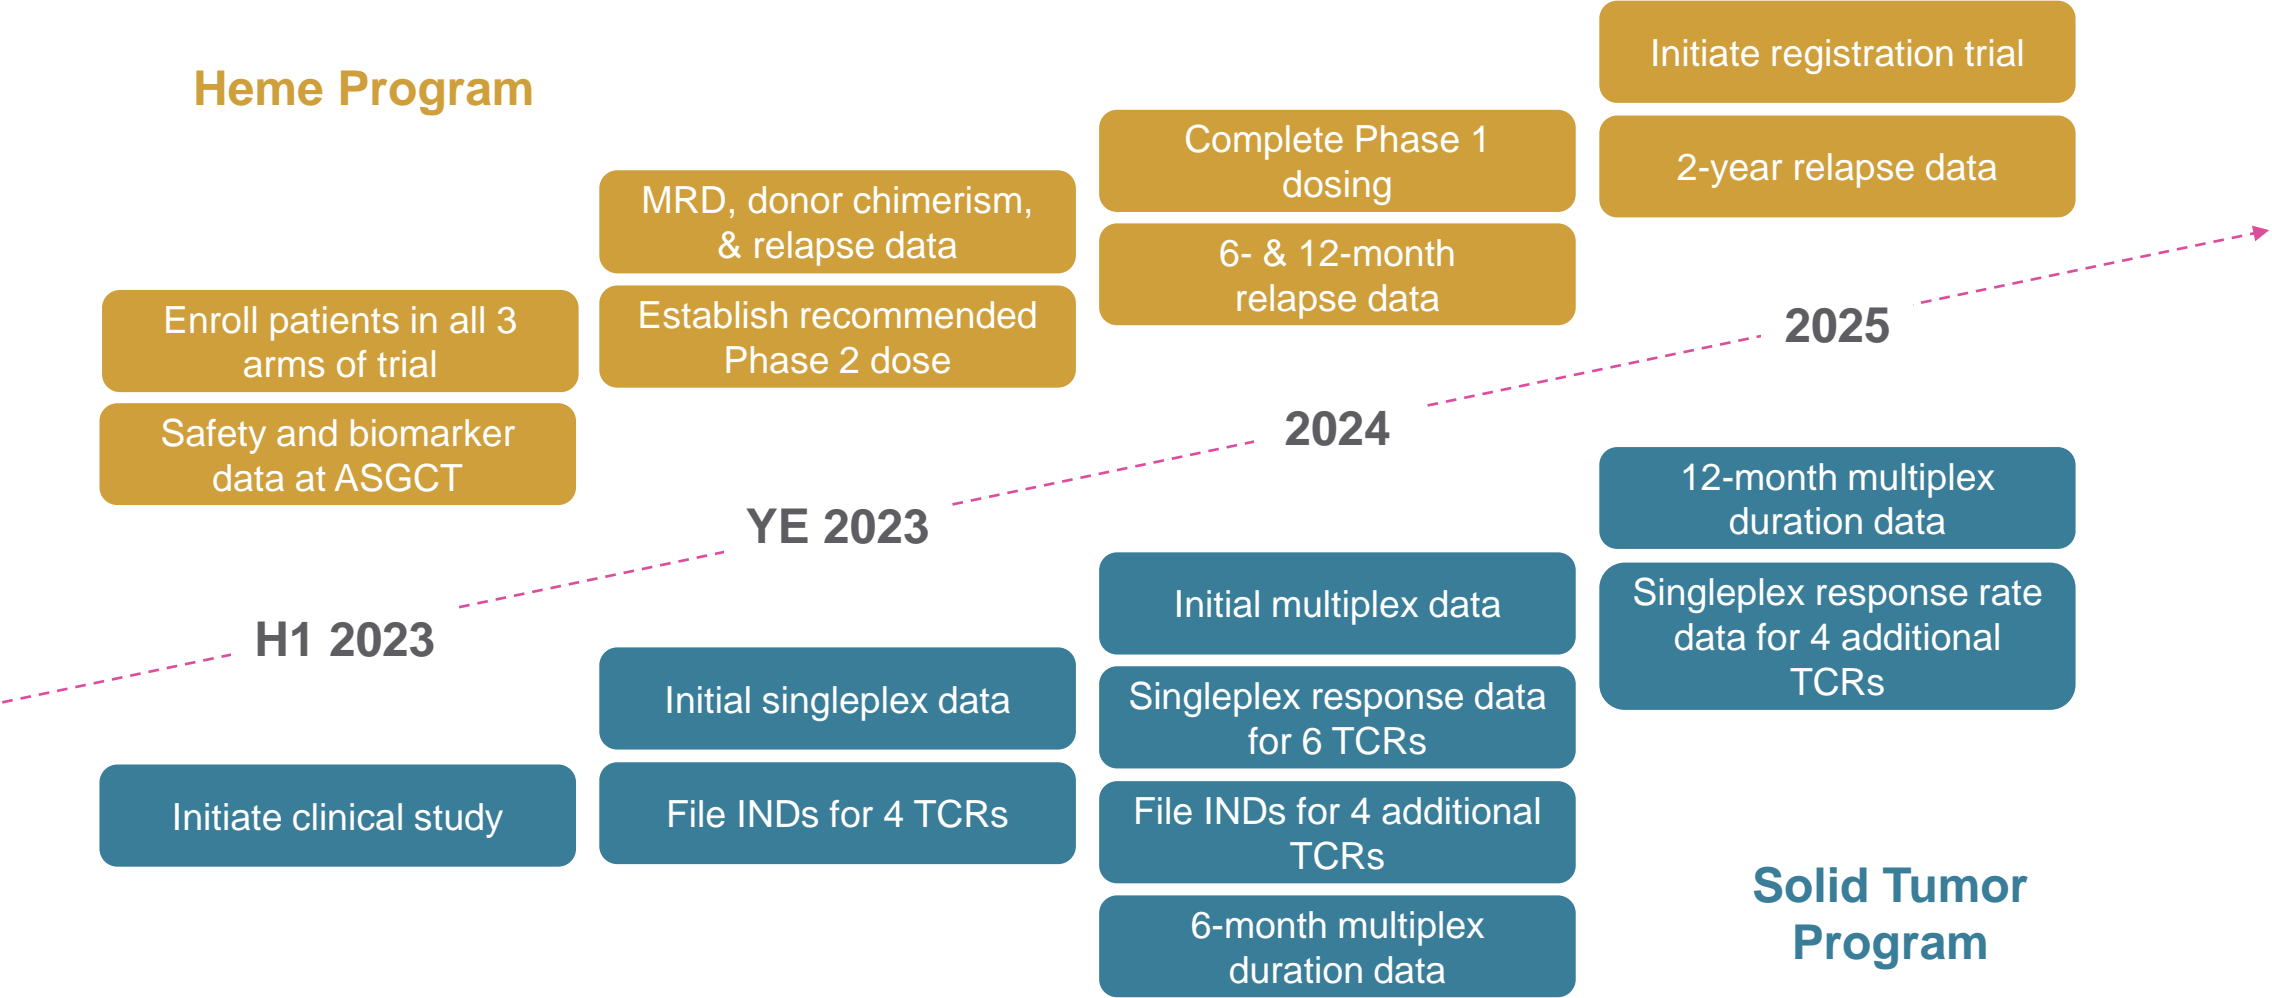 Heme Program
Enroll patients in all 3
arms of trial
Safety and biomarker
data at ASGCT
MRD, donor chimerism,
& relapse data
Establish recommended
Phase 2 dose
Complete Phase 1
dosing
6- & 12-month
relapse data
Initiate registration trial
2-year relapse data
H1 2023
YE 2023
2024
2025
Initiate clinical study
Initial singleplex data
File INDs for 4 TCRs
Initial multiplex data
Singleplex response data
for 6 TCRs
File INDs for 4 additional
TCRs
6-month multiplex
duration data
12-month multiplex
duration data
Singleplex response rate
data for 4 additional
TCRs
Solid Tumor
Program